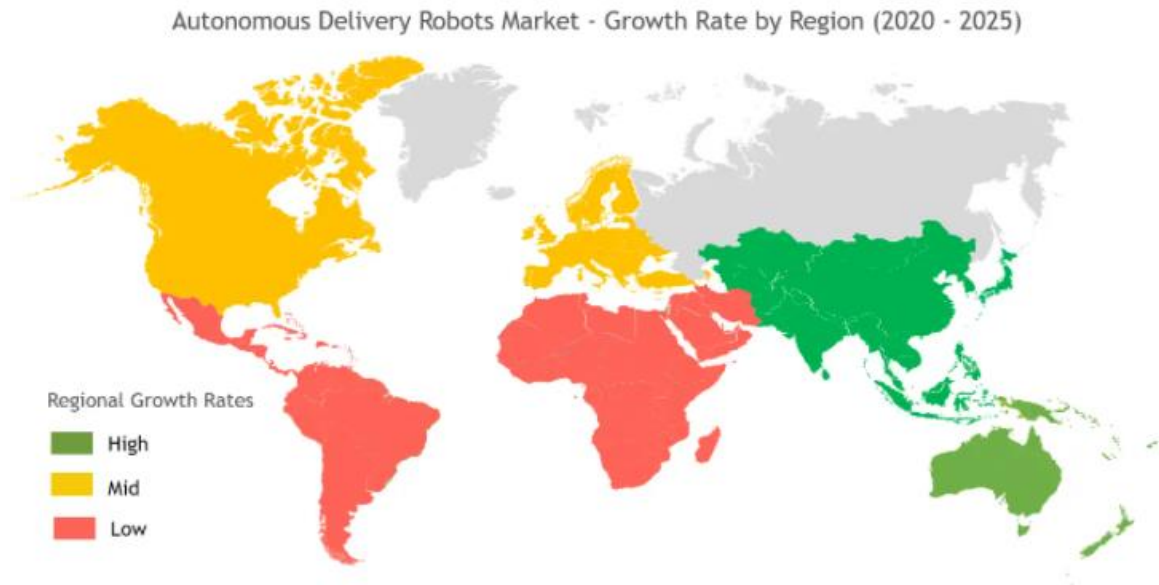 Autonomous Delivery Robots Market - Growth Rate by Region (2020 - 2025)
Regional Growth Rates
High
Mid
Low